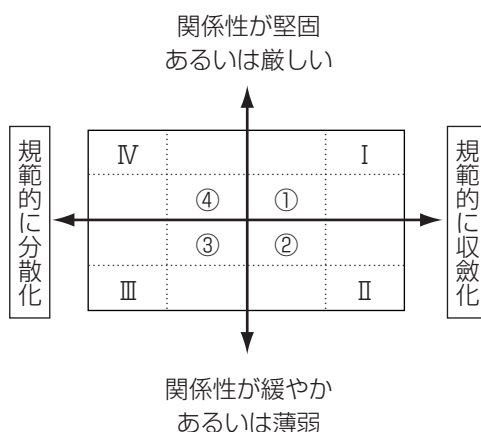 関係性が堅固
あるいは厳しい
規範的に分散化
Ⅳ
Ⅰ
④
①
③
②
Ⅲ
Ⅱ
規範的に収斂化
関係性が緩やか
あるいは薄弱